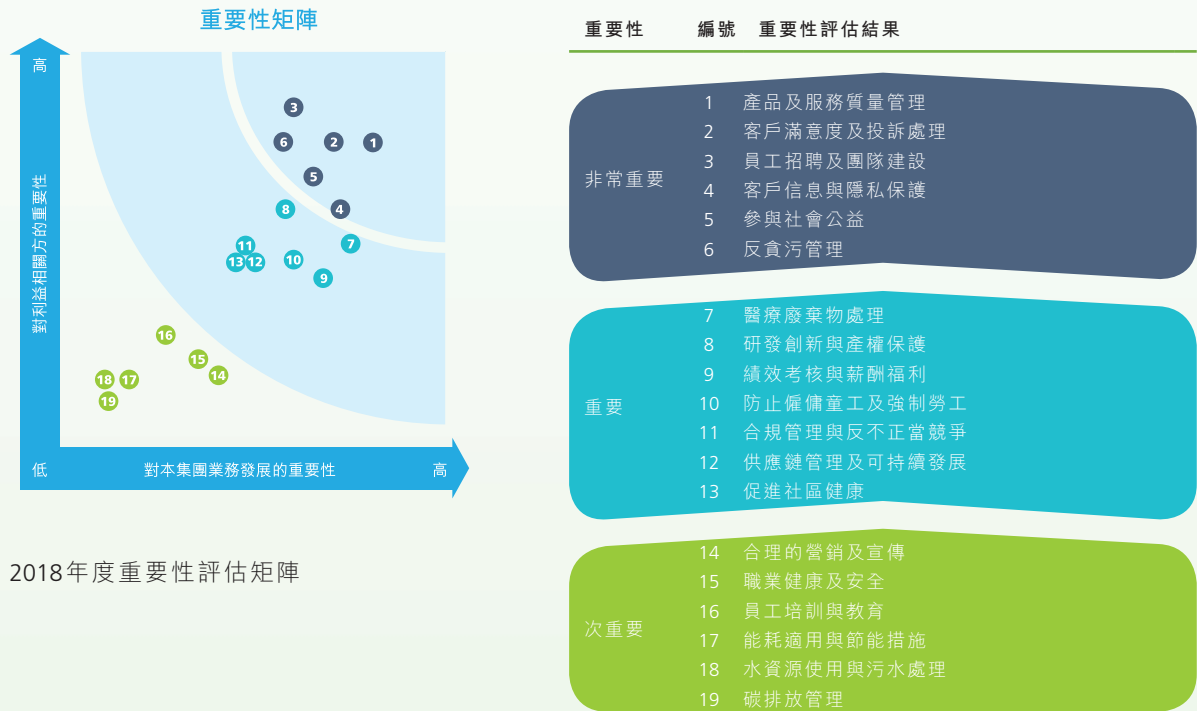 重要性矩陣
高
3
6
2
1
5
8
4
7
11
13
12
10
9
16
15
14
18
17
19
對利益相關方的重要性
低
對本集團業務發展的重要性
高
2018年度重要性評估矩陣
重要性 編號 重要性評估結果
非常重要
1 產品及服務質量管理
2 客戶滿意度及投訴處理
3 員工招聘及團隊建設
4 客戶信息與隱私保護
5 參與社會公益
6 反貪污管理
重要
7 醫療廢棄物處理
8 研發創新與產權保護
9 績效考核與薪酬福利
10 防止僱傭童工及強制勞工
11 合規管理與反不正當競爭
12 供應鏈管理及可持續發展
13 促進社區健康
次重要
14 合理的營銷及宣傳
15 職業健康及安全
16 員工培訓與教育
17 能耗適用與節能措施
18 水資源使用與污水處理
19 碳排放管理